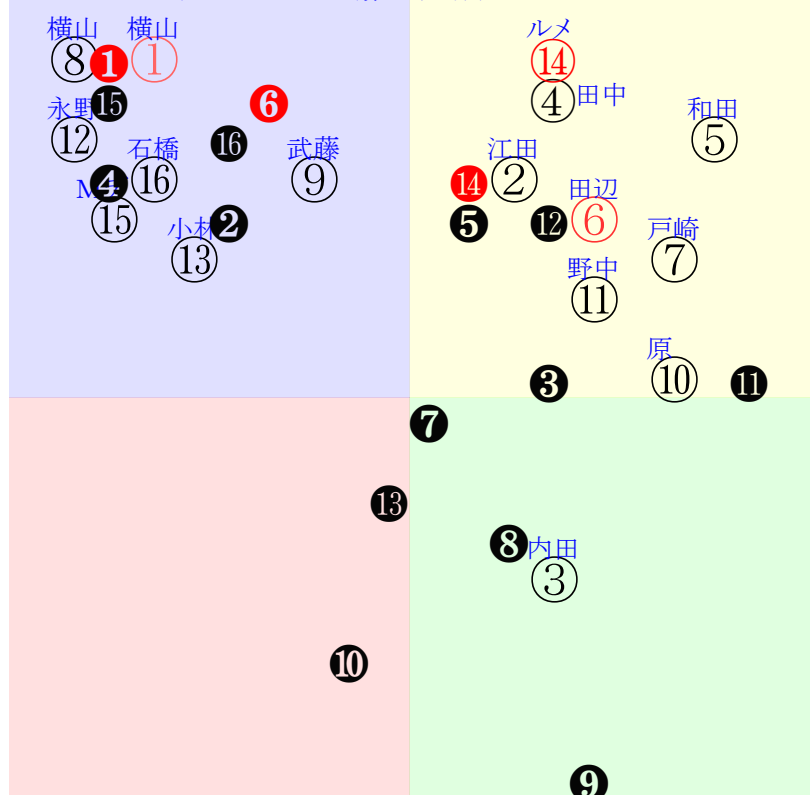 横山 横山 ルメ
⑧ ❶ ① ⑭
⓯ ❻ ④ 田中
永野 和田
⑫ ⓰ ⑤
石橋 武藤 江田
❹ ⑯ ⑨ ⓮ ② 田辺
⑮ ❷ ❺ ⓬ ⑥
小林 戸崎
⑬ ⑦
野中
⑪
原
⑩
❸ ⓫
❼
⓭
❽ 内田
③
❿
❾